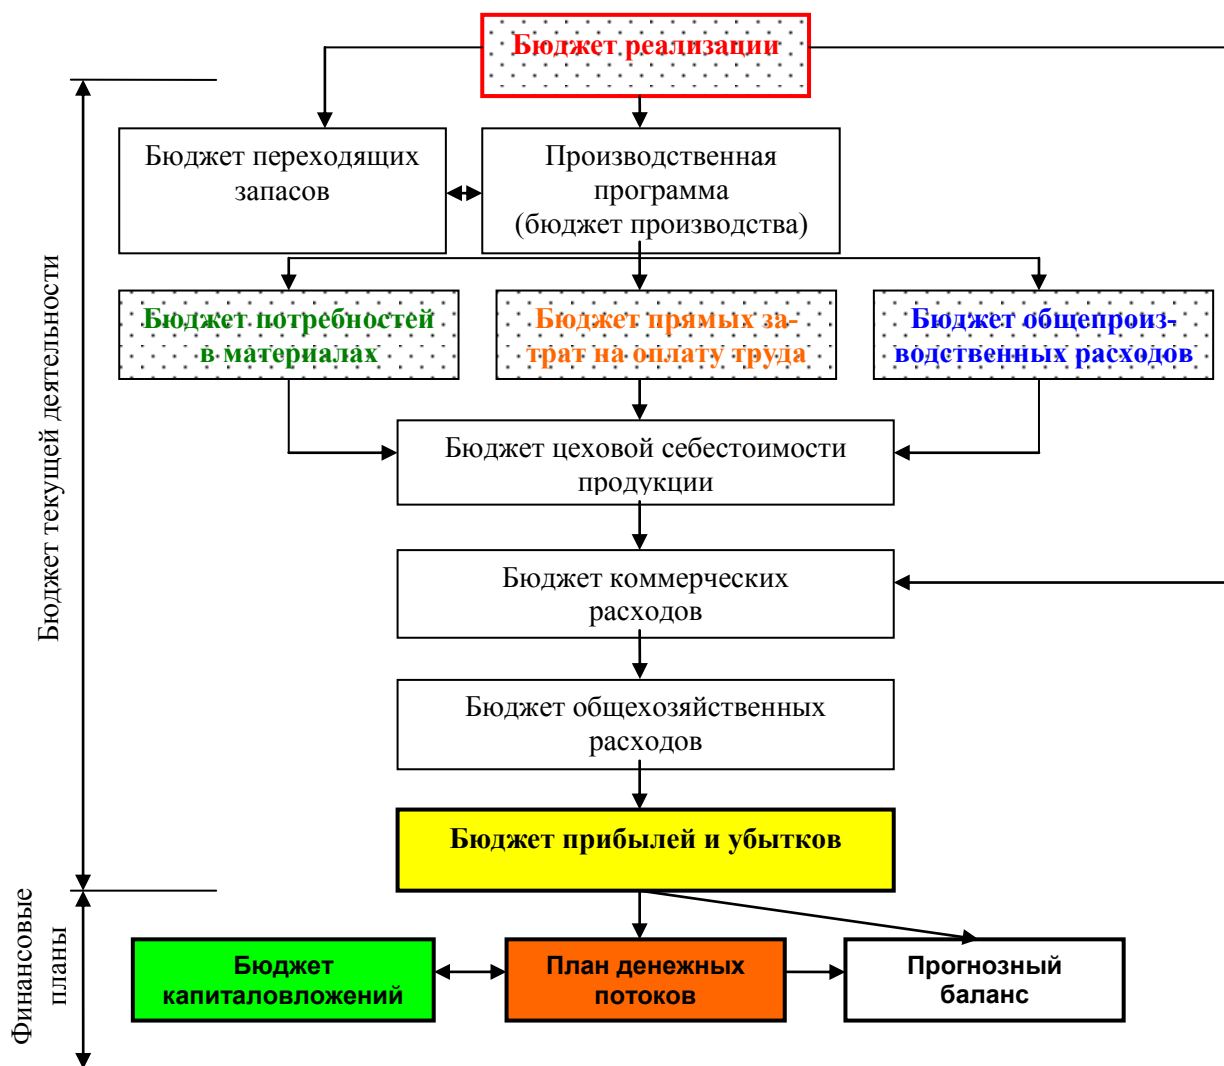 Бюджет реализации
Бюджет переходящих
запасов
Производственная
программа
(бюджет производства)
Бюджет потребностей
в материалах
Бюджет прямых за-
трат на оплату труда
Бюджет общепроиз-
водственных расходов
Бюджет цеховой себестоимости
продукции
Бюджет коммерческих
расходов
Бюджет общехозяйственных
расходов
Бюджет прибылей и убытков
Бюджет
капиталовложений
План денежных
потоков
Прогнозный
баланс
Бюджет текущей деятельности
Финансовые
планы